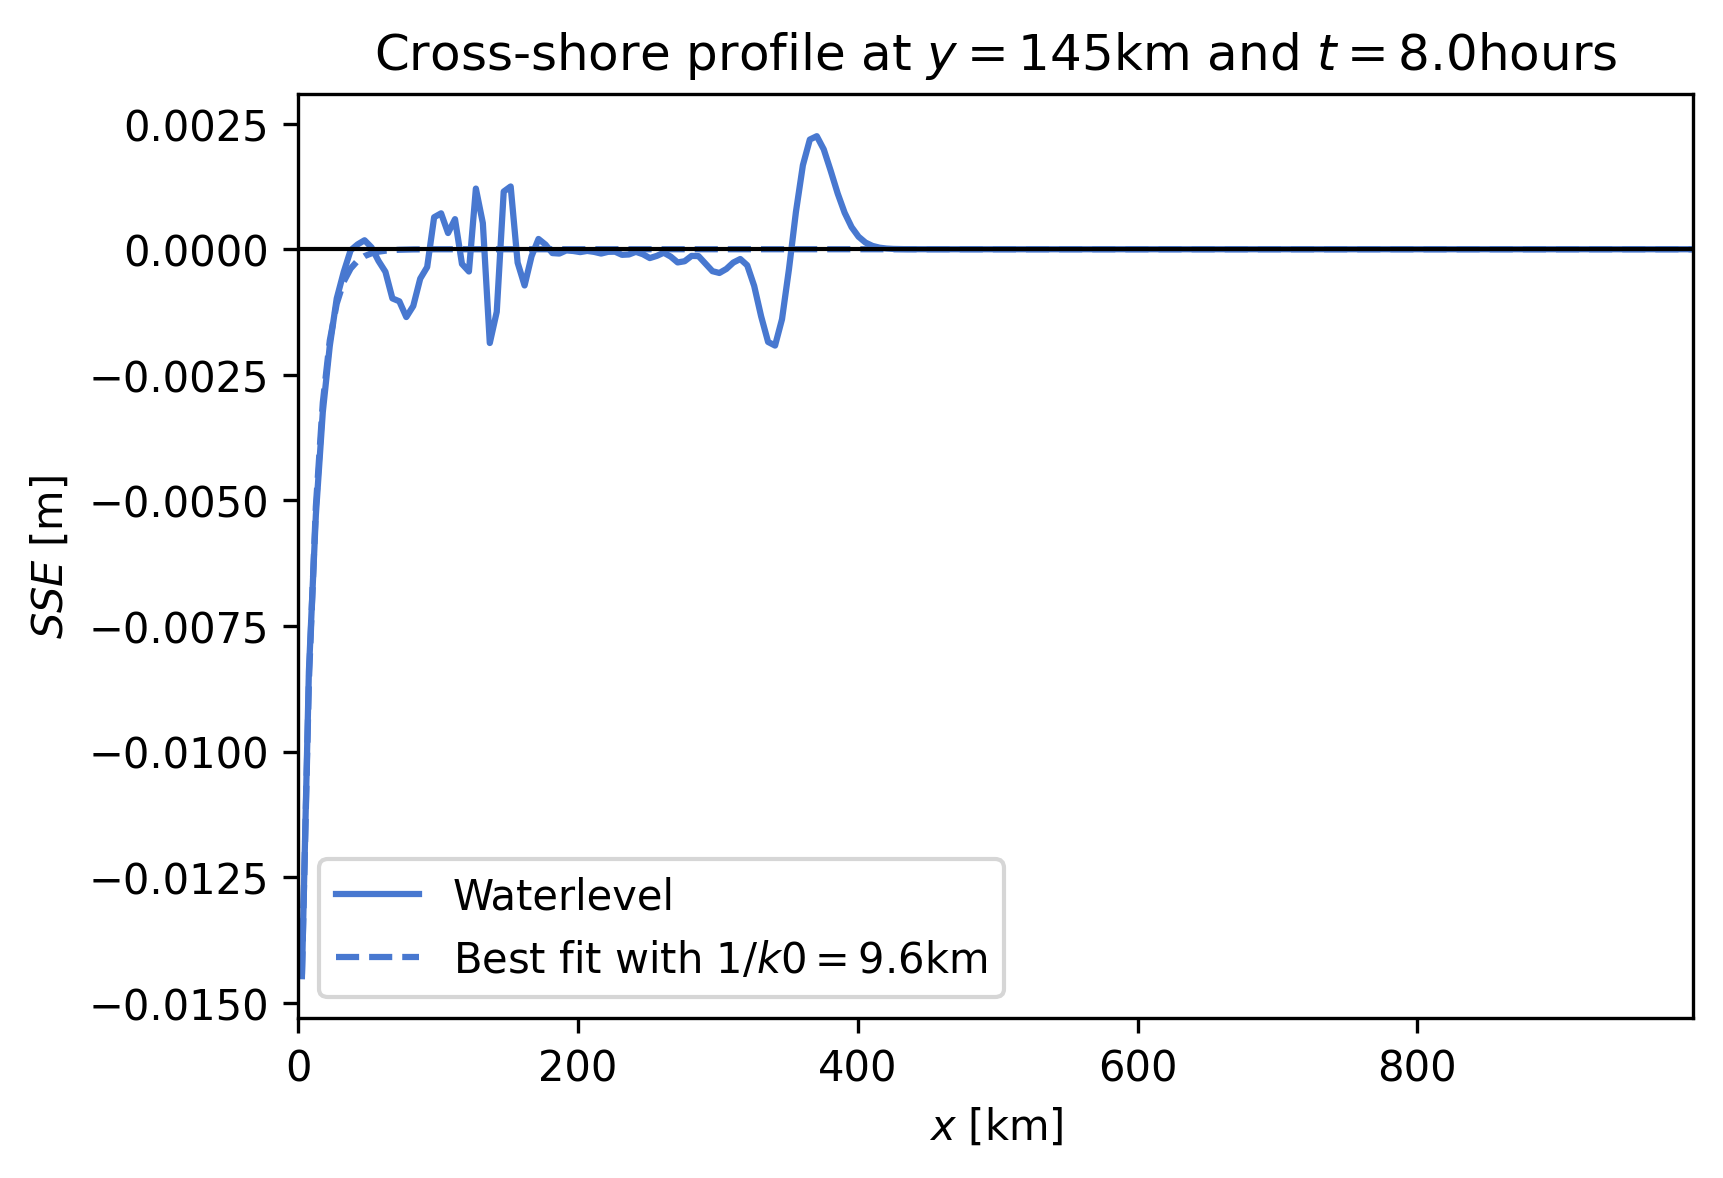 Cross-shore profile at y = 145km and t = 8.0hours
0.0025
0.0000
−0.0025
−0.0050
−0.0075
−0.0100
−0.0125
−0.0150
SSE [m]
Waterlevel
Best fit with 1/k0 = 9.6km
0 200 400 600 800
x [km]